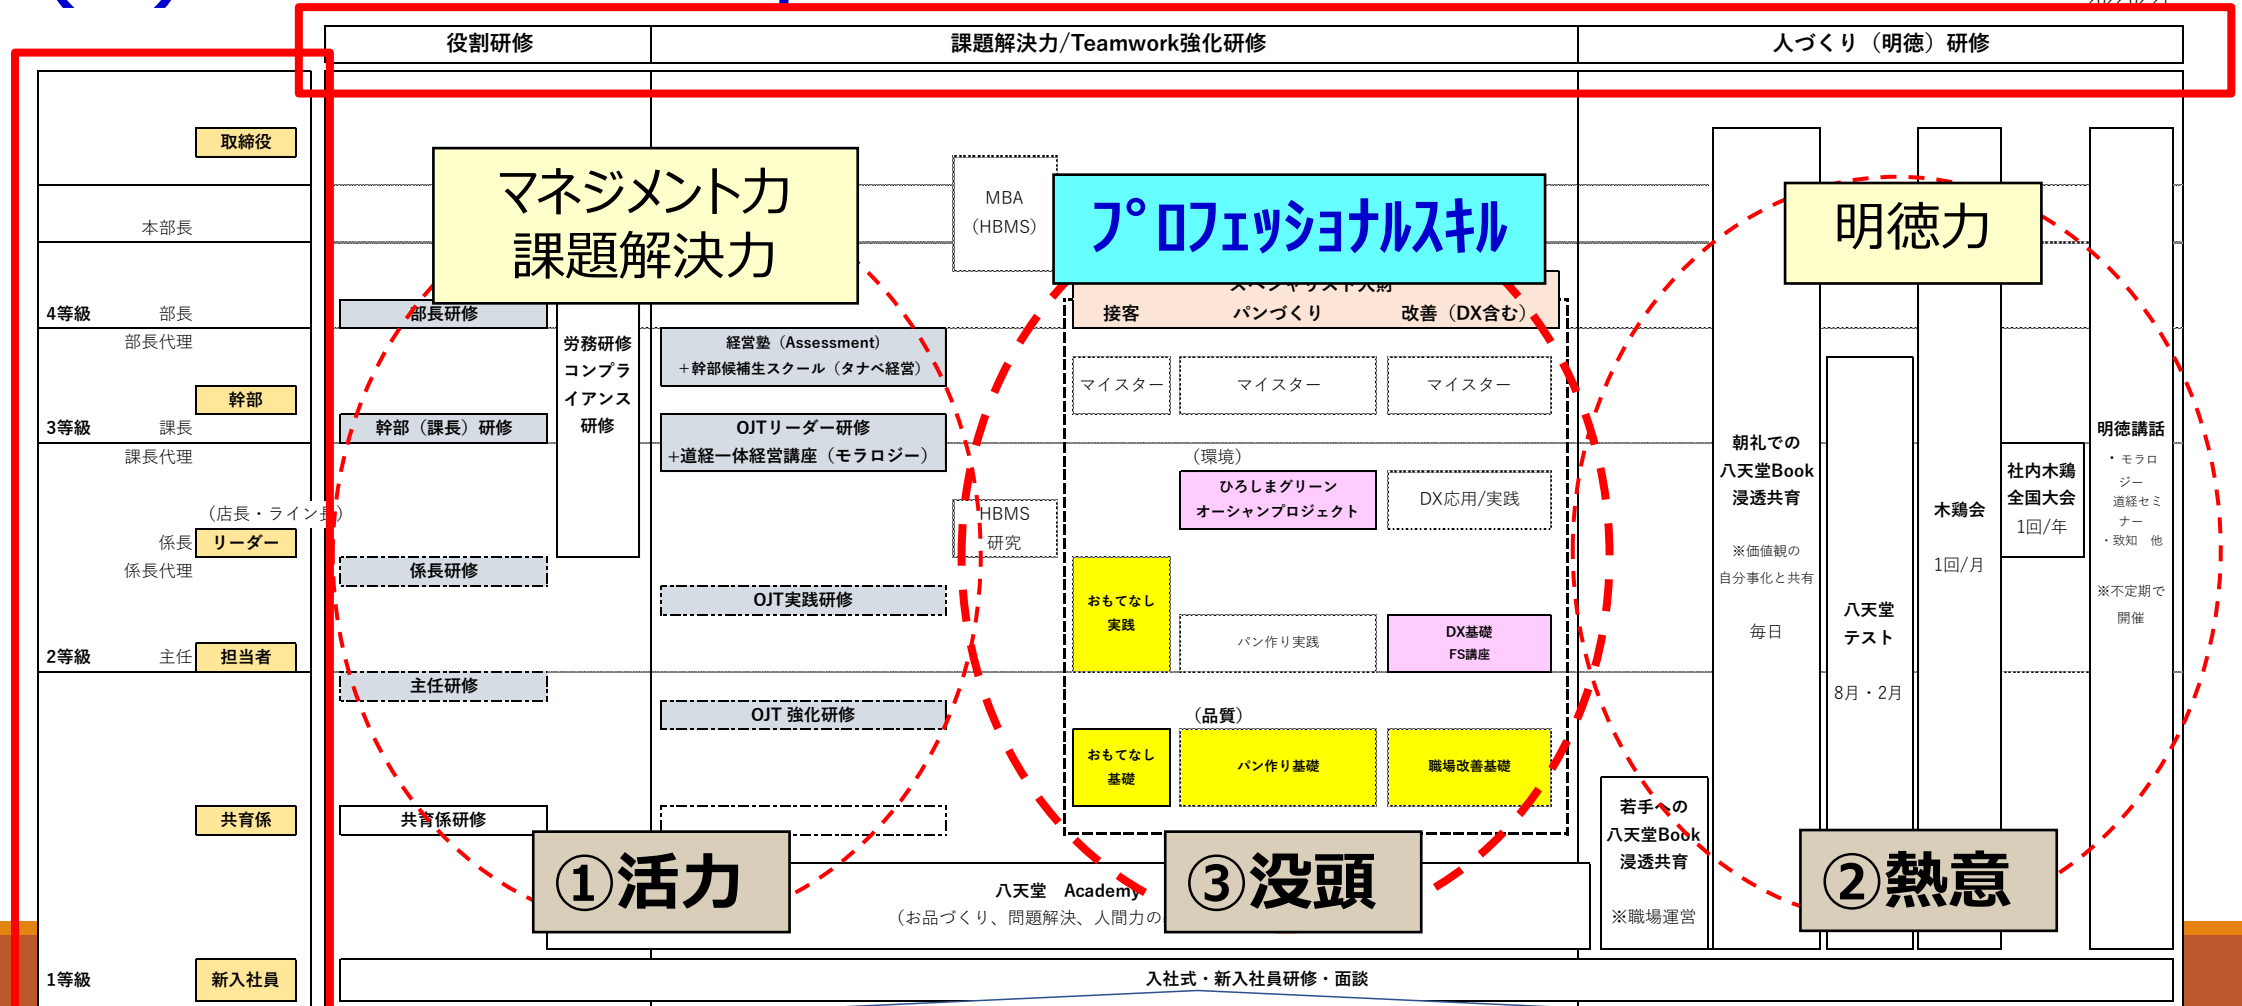 役割研修
課題解決力/Teamwork強化研修
人づくり（明徳）研修
取締役
本部長
4等級
部長
部長代理
幹部
3等級
課長
課長代理
（店長・ライン長）
係長
リーダー
係長代理
2等級
主任
担当者
共育係
1等級
新入社員
マネジメント力
課題解決力
部長研修
幹部（課長）研修
係長研修
主任研修
共育係研修
労務研修
コンプラ
イアンス
研修
経営塾（Assessment）
＋幹部候補生スクール（タナベ経営）
OJTリーダー研修
+道経一体経営講座（モラロジー）
OJT実践研修
OJT 強化研修
MBA
（HBMS）
HBMS
研究
プロフェッショナルスキル
接客
パンづくり
改善（DX含む）
マイスター
マイスター
マイスター
（環境）
ひろしまグリーン
オーシャンプロジェクト
DX応用/実践
おもてなし
実践
パン作り実践
DX基礎
FS講座
（品質）
おもてなし
基礎
パン作り基礎
職場改善基礎
明徳力
朝礼での
八天堂Book
浸透共育
※価値観の
自分事化と共有
毎日
八天堂
テスト
8月・2月
木鶏会
1回/月
社内木鶏
全国大会
1回/年
明徳講話
・モラロ
ジー
道経セミ
ナー
・致知　他
※不定期で
開催
若手への
八天堂Book
浸透共育
※職場運営
①活力
③没頭
②熱意
八天堂　Academy
（お品づくり、問題解決、人間力の
入社式・新入社員研修・面談